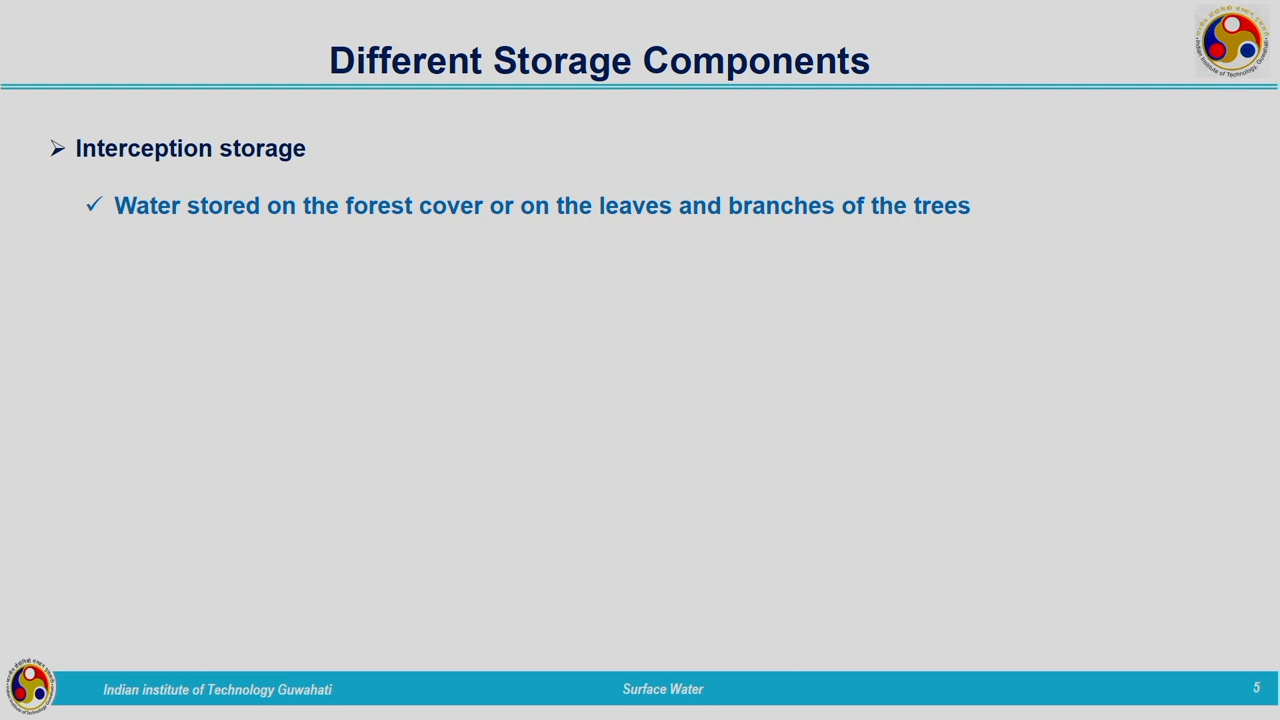 Different Storage Components
Interception storage
Water stored on the forest cover or on the leaves and branches of the trees
Indian institute of Technology Guwahati
Surface Water
5